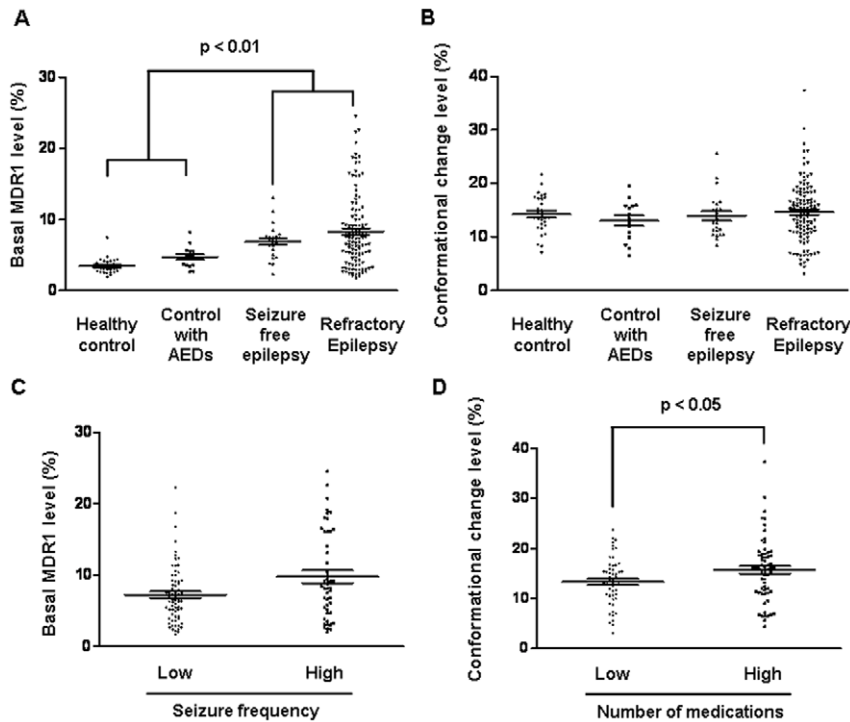 A
p < 0.01
Basal MDR1 level (%)
30
20
10
0
Healthy control
Control with AEDs
Seizure free epilepsy
Refractory Epilepsy
B
Conformational change level (%)
40
30
20
10
0
Healthy control
Control with AEDs
Seizure free epilepsy
Refractory Epilepsy
C
Basal MDR1 level (%)
30
20
10
0
Low
High
Seizure frequency
D
p < 0.05
Conformational change level (%)
40
30
20
10
0
Low
High
Number of medications